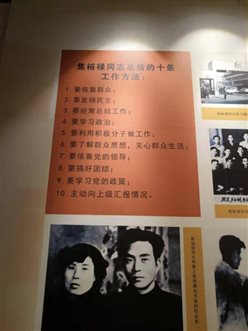 焦裕禄同志总结的十条
工作方法：
1.要依靠群众；
2.要发扬民主；
3.要经常总结工作；
4.要学习政治；
5.要利用积极分子做工作；
6.要了解群众思想，关心群众生活；
7.要依靠党的领导；
8.要搞好团结；
9.要学习党的政策；
10.主动向上级汇报情况。